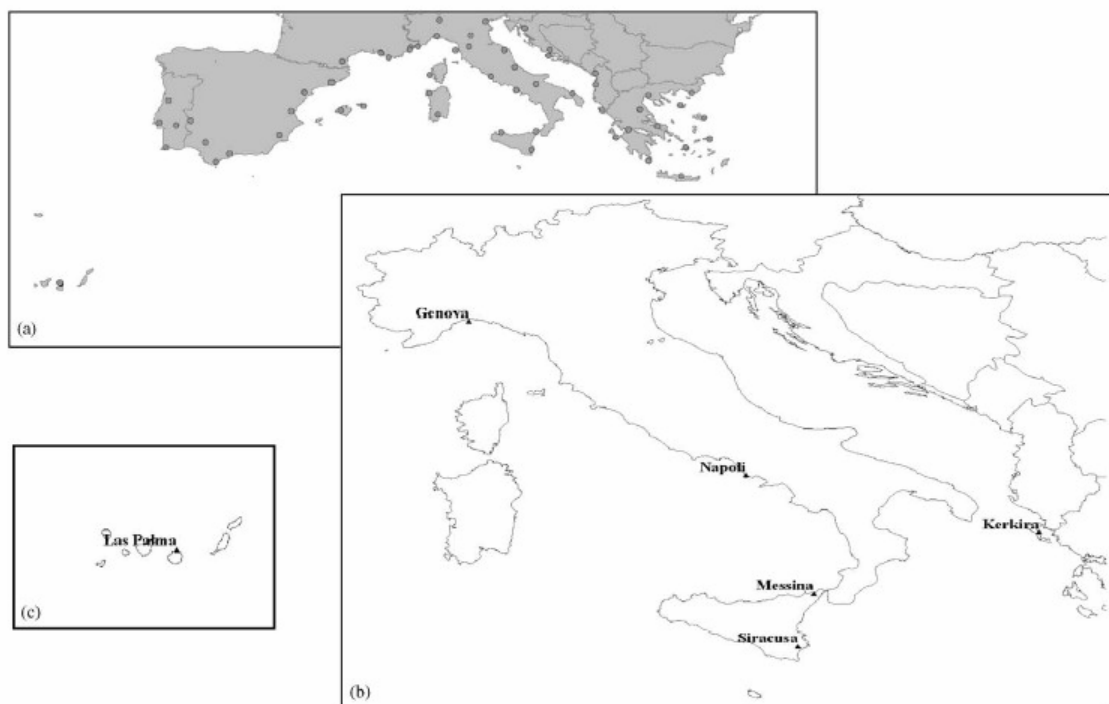 (a)
Genova
Napoli
Kerkira
Messina
Siracusa
(b)
Las Palma
(c)